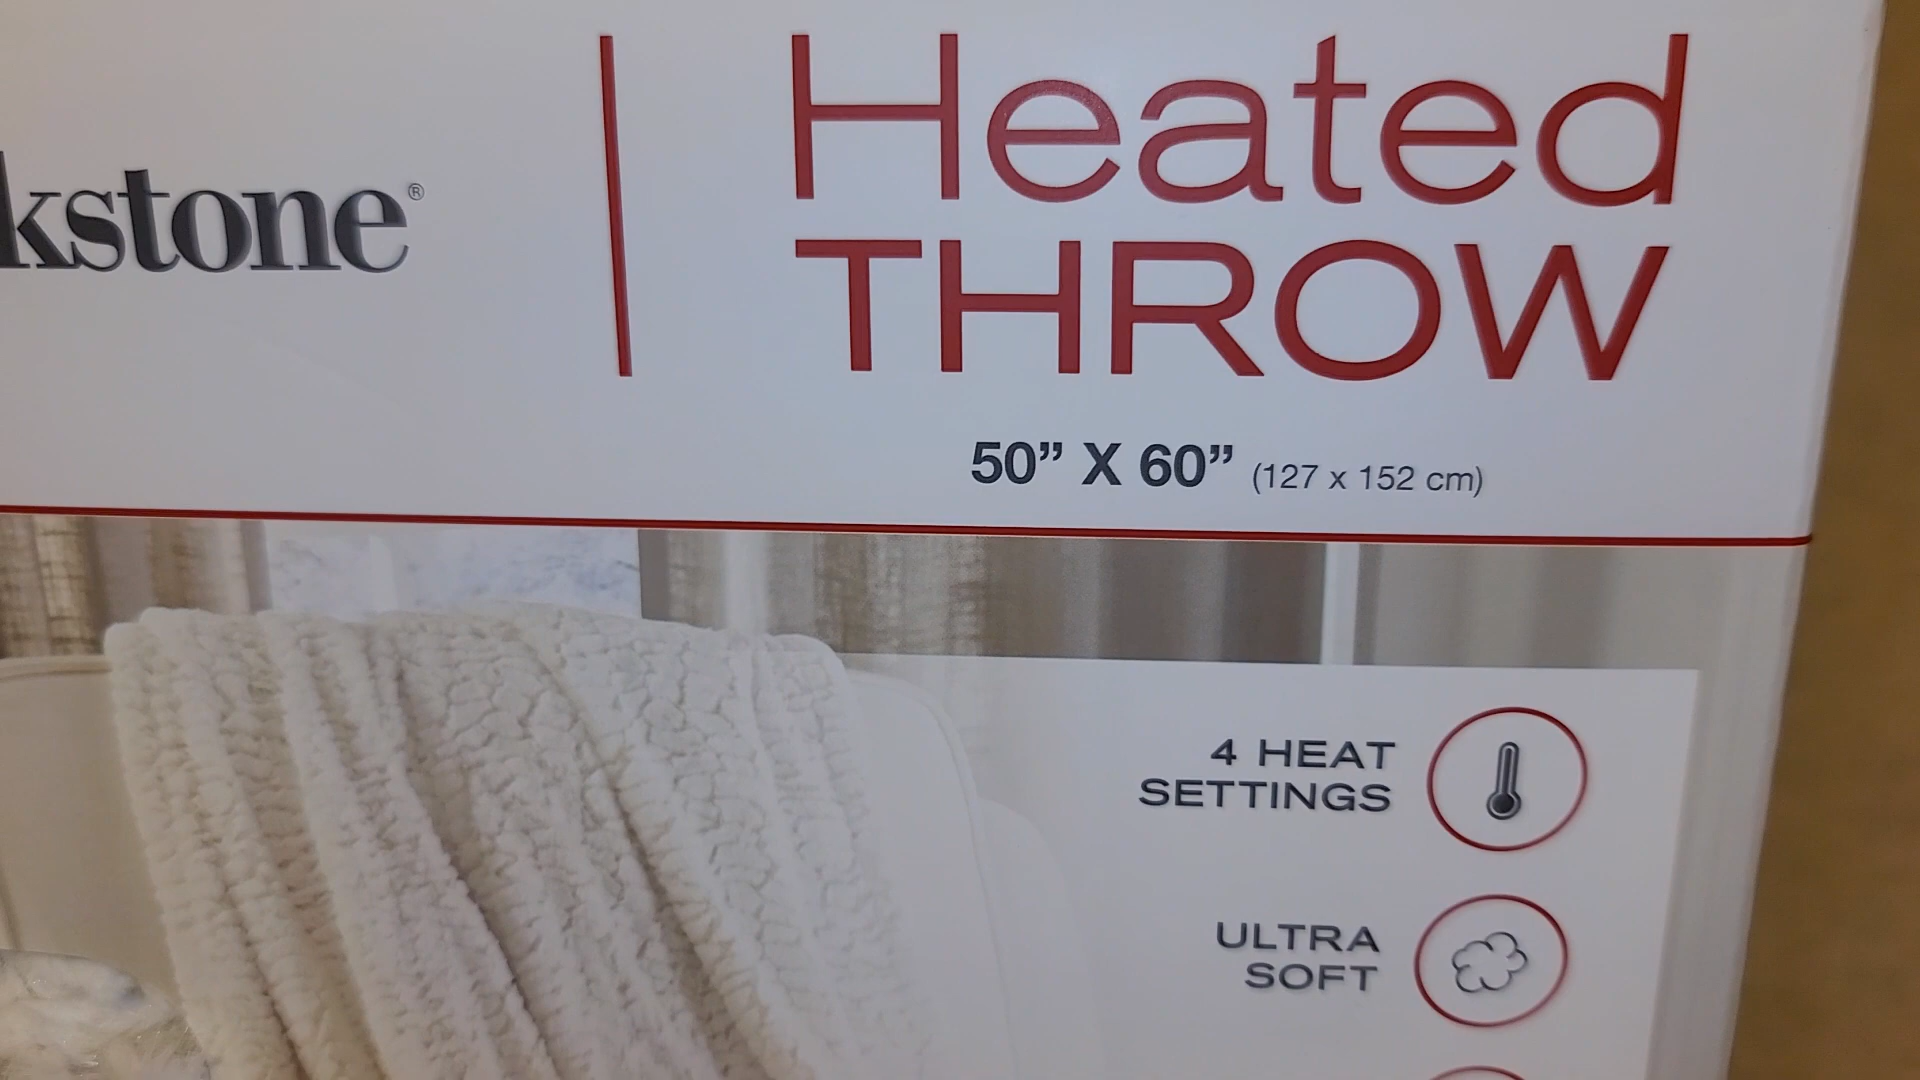 kstone®
Heated
THROW
50” X 60” (127 x 152 cm)
4 HEAT
SETTINGS
ULTRA
SOFT